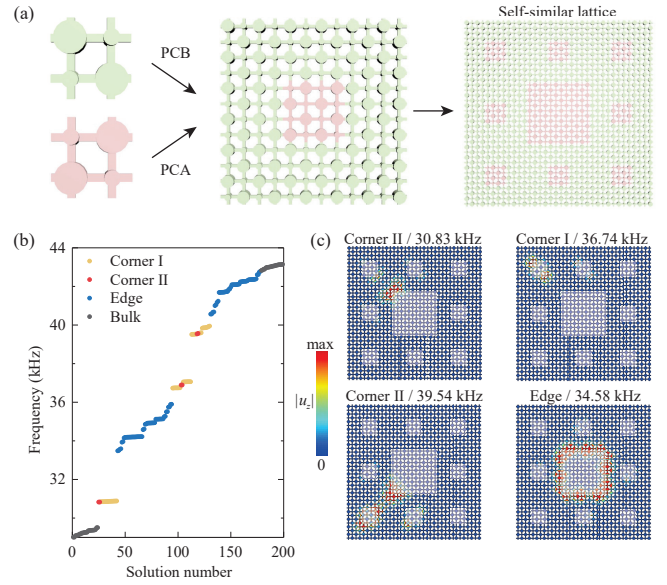 (a)
Self-similar lattice
PCB
PCA
(b)
44
Corner I
Corner II
Edge
Bulk
40
36
32
Frequency (kHz)
0
50
100
150
200
Solution number
(c)
Corner II / 30.83 kHz
Corner I / 36.74 kHz
max
|u_z|
0
Corner II / 39.54 kHz
Edge / 34.58 kHz